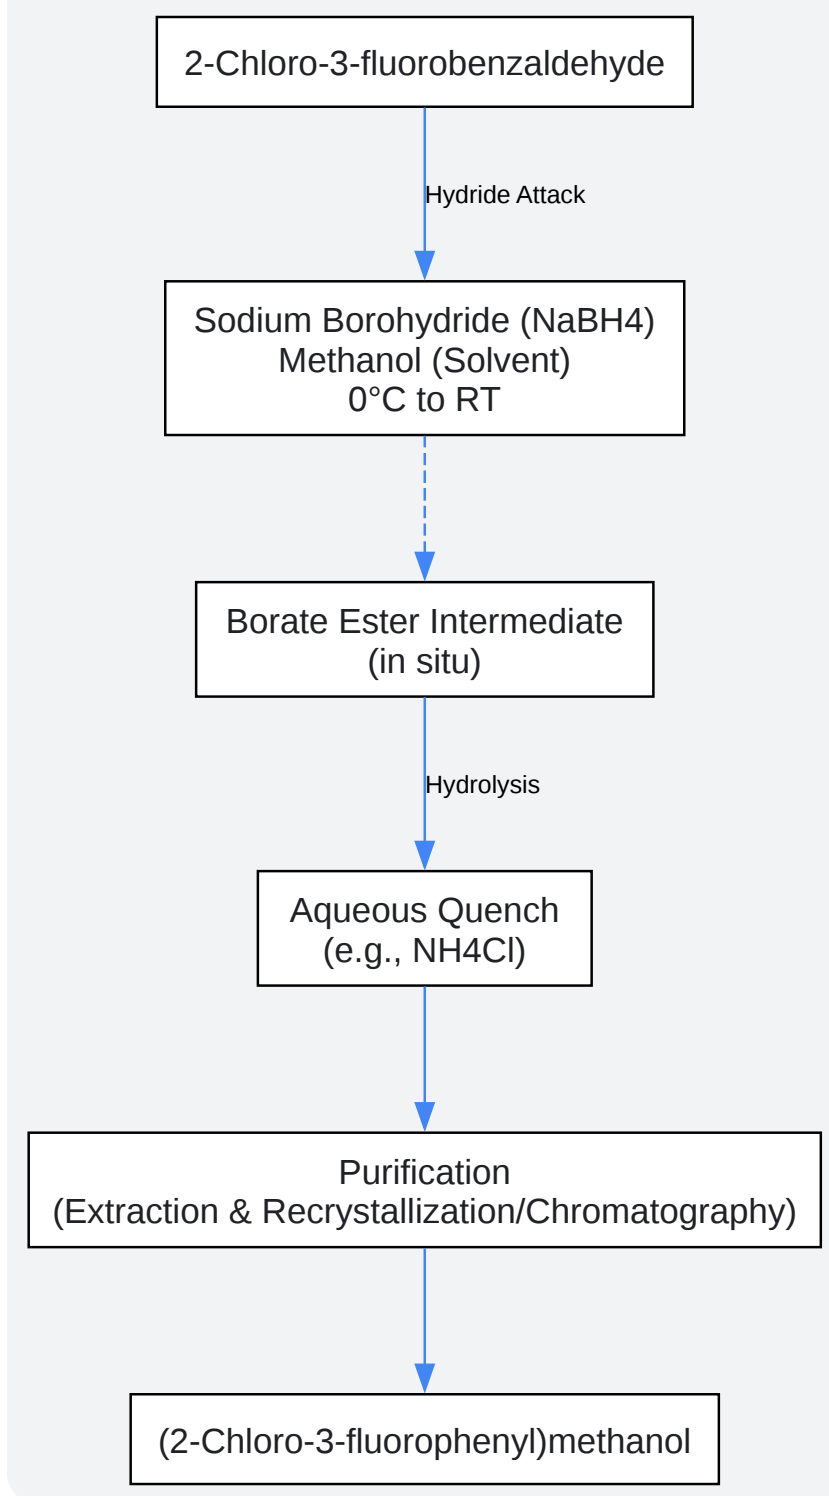 2-Chloro-3-fluorobenzaldehyde
Hydride Attack
Sodium Borohydride (NaBH4)
Methanol (Solvent)
0°C to RT
Borate Ester Intermediate
(in situ)
Hydrolysis
Aqueous Quench
(e.g., NH4Cl)
Purification
(Extraction & Recrystallization/Chromatography)
(2-Chloro-3-fluorophenyl)methanol